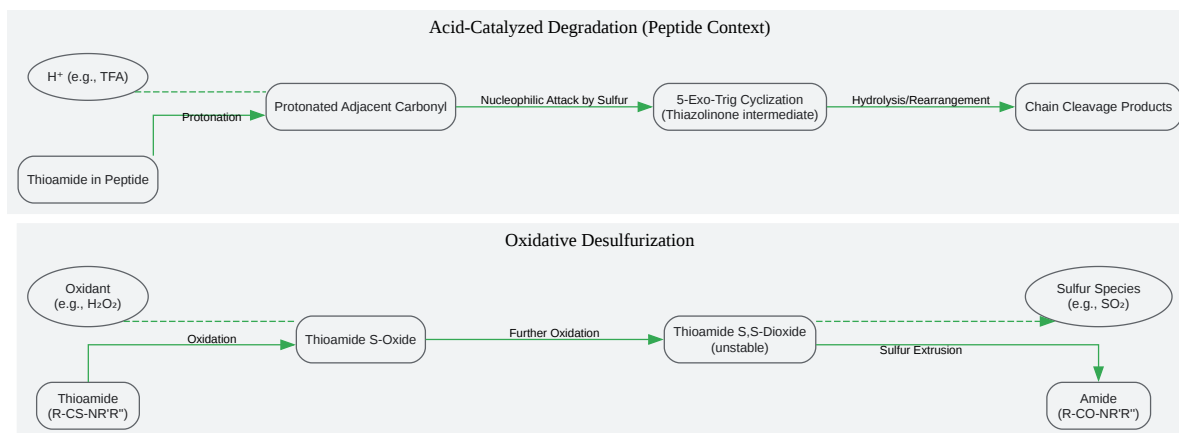 Acid-Catalyzed Degradation (Peptide Context)
H⁺ (e.g., TFA)
Protonation
Thioamide in Peptide
Protonated Adjacent Carbonyl
Nucleophilic Attack by Sulfur
5-Exo-Trig Cyclization
(Thiazolinone intermediate)
Hydrolysis/Rearrangement
Chain Cleavage Products
Oxidative Desulfurization
Oxidant
(e.g., H₂O₂)
Oxidation
Thioamide
(R-CS-NR'R")
Thioamide S-Oxide
Further Oxidation
Thioamide S,S-Dioxide
(unstable)
Sulfur Species
(e.g., SO₂)
Sulfur Extrusion
Amide
(R-CO-NR'R")